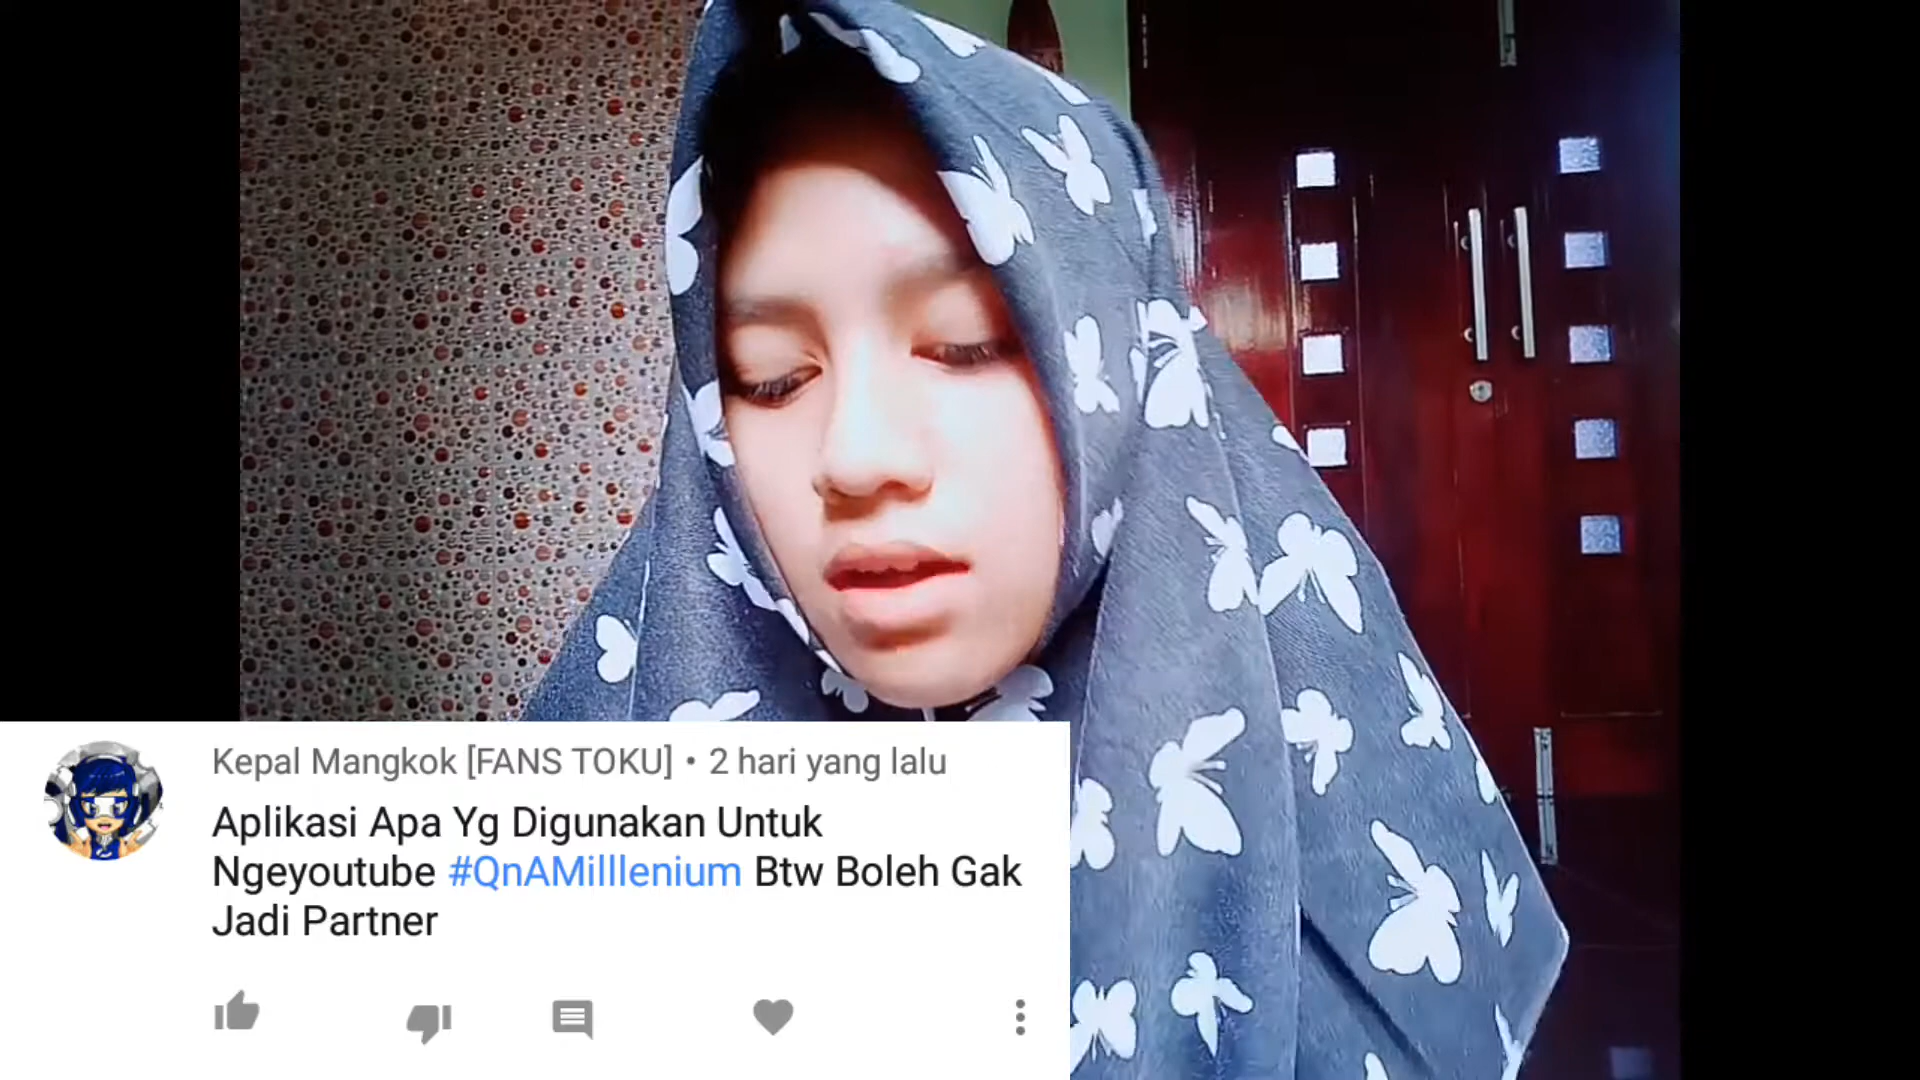 Kepal Mangkok [FANS TOKU] • 2 hari yang lalu
Aplikasi Apa Yg Digunakan Untuk
Ngeyoutube #QnAMilllenium Btw Boleh Gak
Jadi Partner